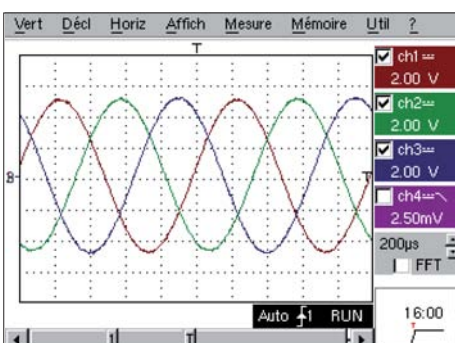 Vert Décl Horiz Affich Mesure Mémoire Util ?
T
ch1
2.00 V
ch2
2.00 V
B
ch3
2.00 V
T
ch4
2.50mV
200µs
FFT
Auto 1 RUN
16:00
1 T